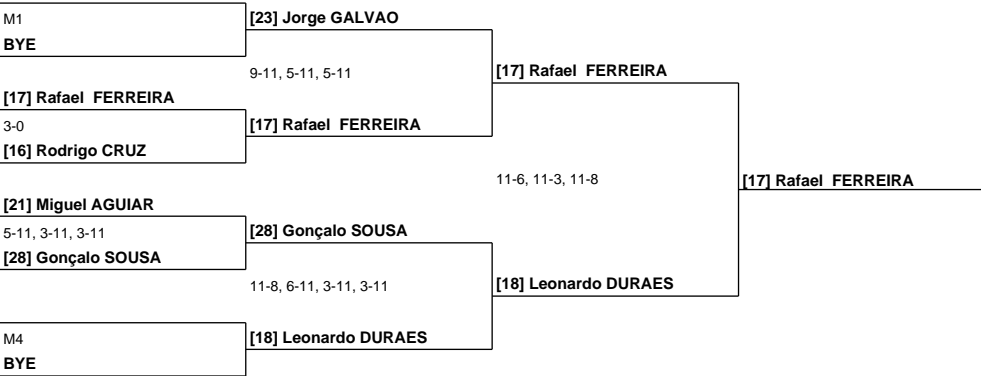 M1
BYE
[23] Jorge GALVAO
9-11, 5-11, 5-11
[17] Rafael FERREIRA
3-0
[16] Rodrigo CRUZ
[17] Rafael FERREIRA
[17] Rafael FERREIRA
11-6, 11-3, 11-8
[17] Rafael FERREIRA
[21] Miguel AGUIAR
5-11, 3-11, 3-11
[28] Gonçalo SOUSA
[28] Gonçalo SOUSA
11-8, 6-11, 3-11, 3-11
[18] Leonardo DURAES
M4
BYE
[18] Leonardo DURAES